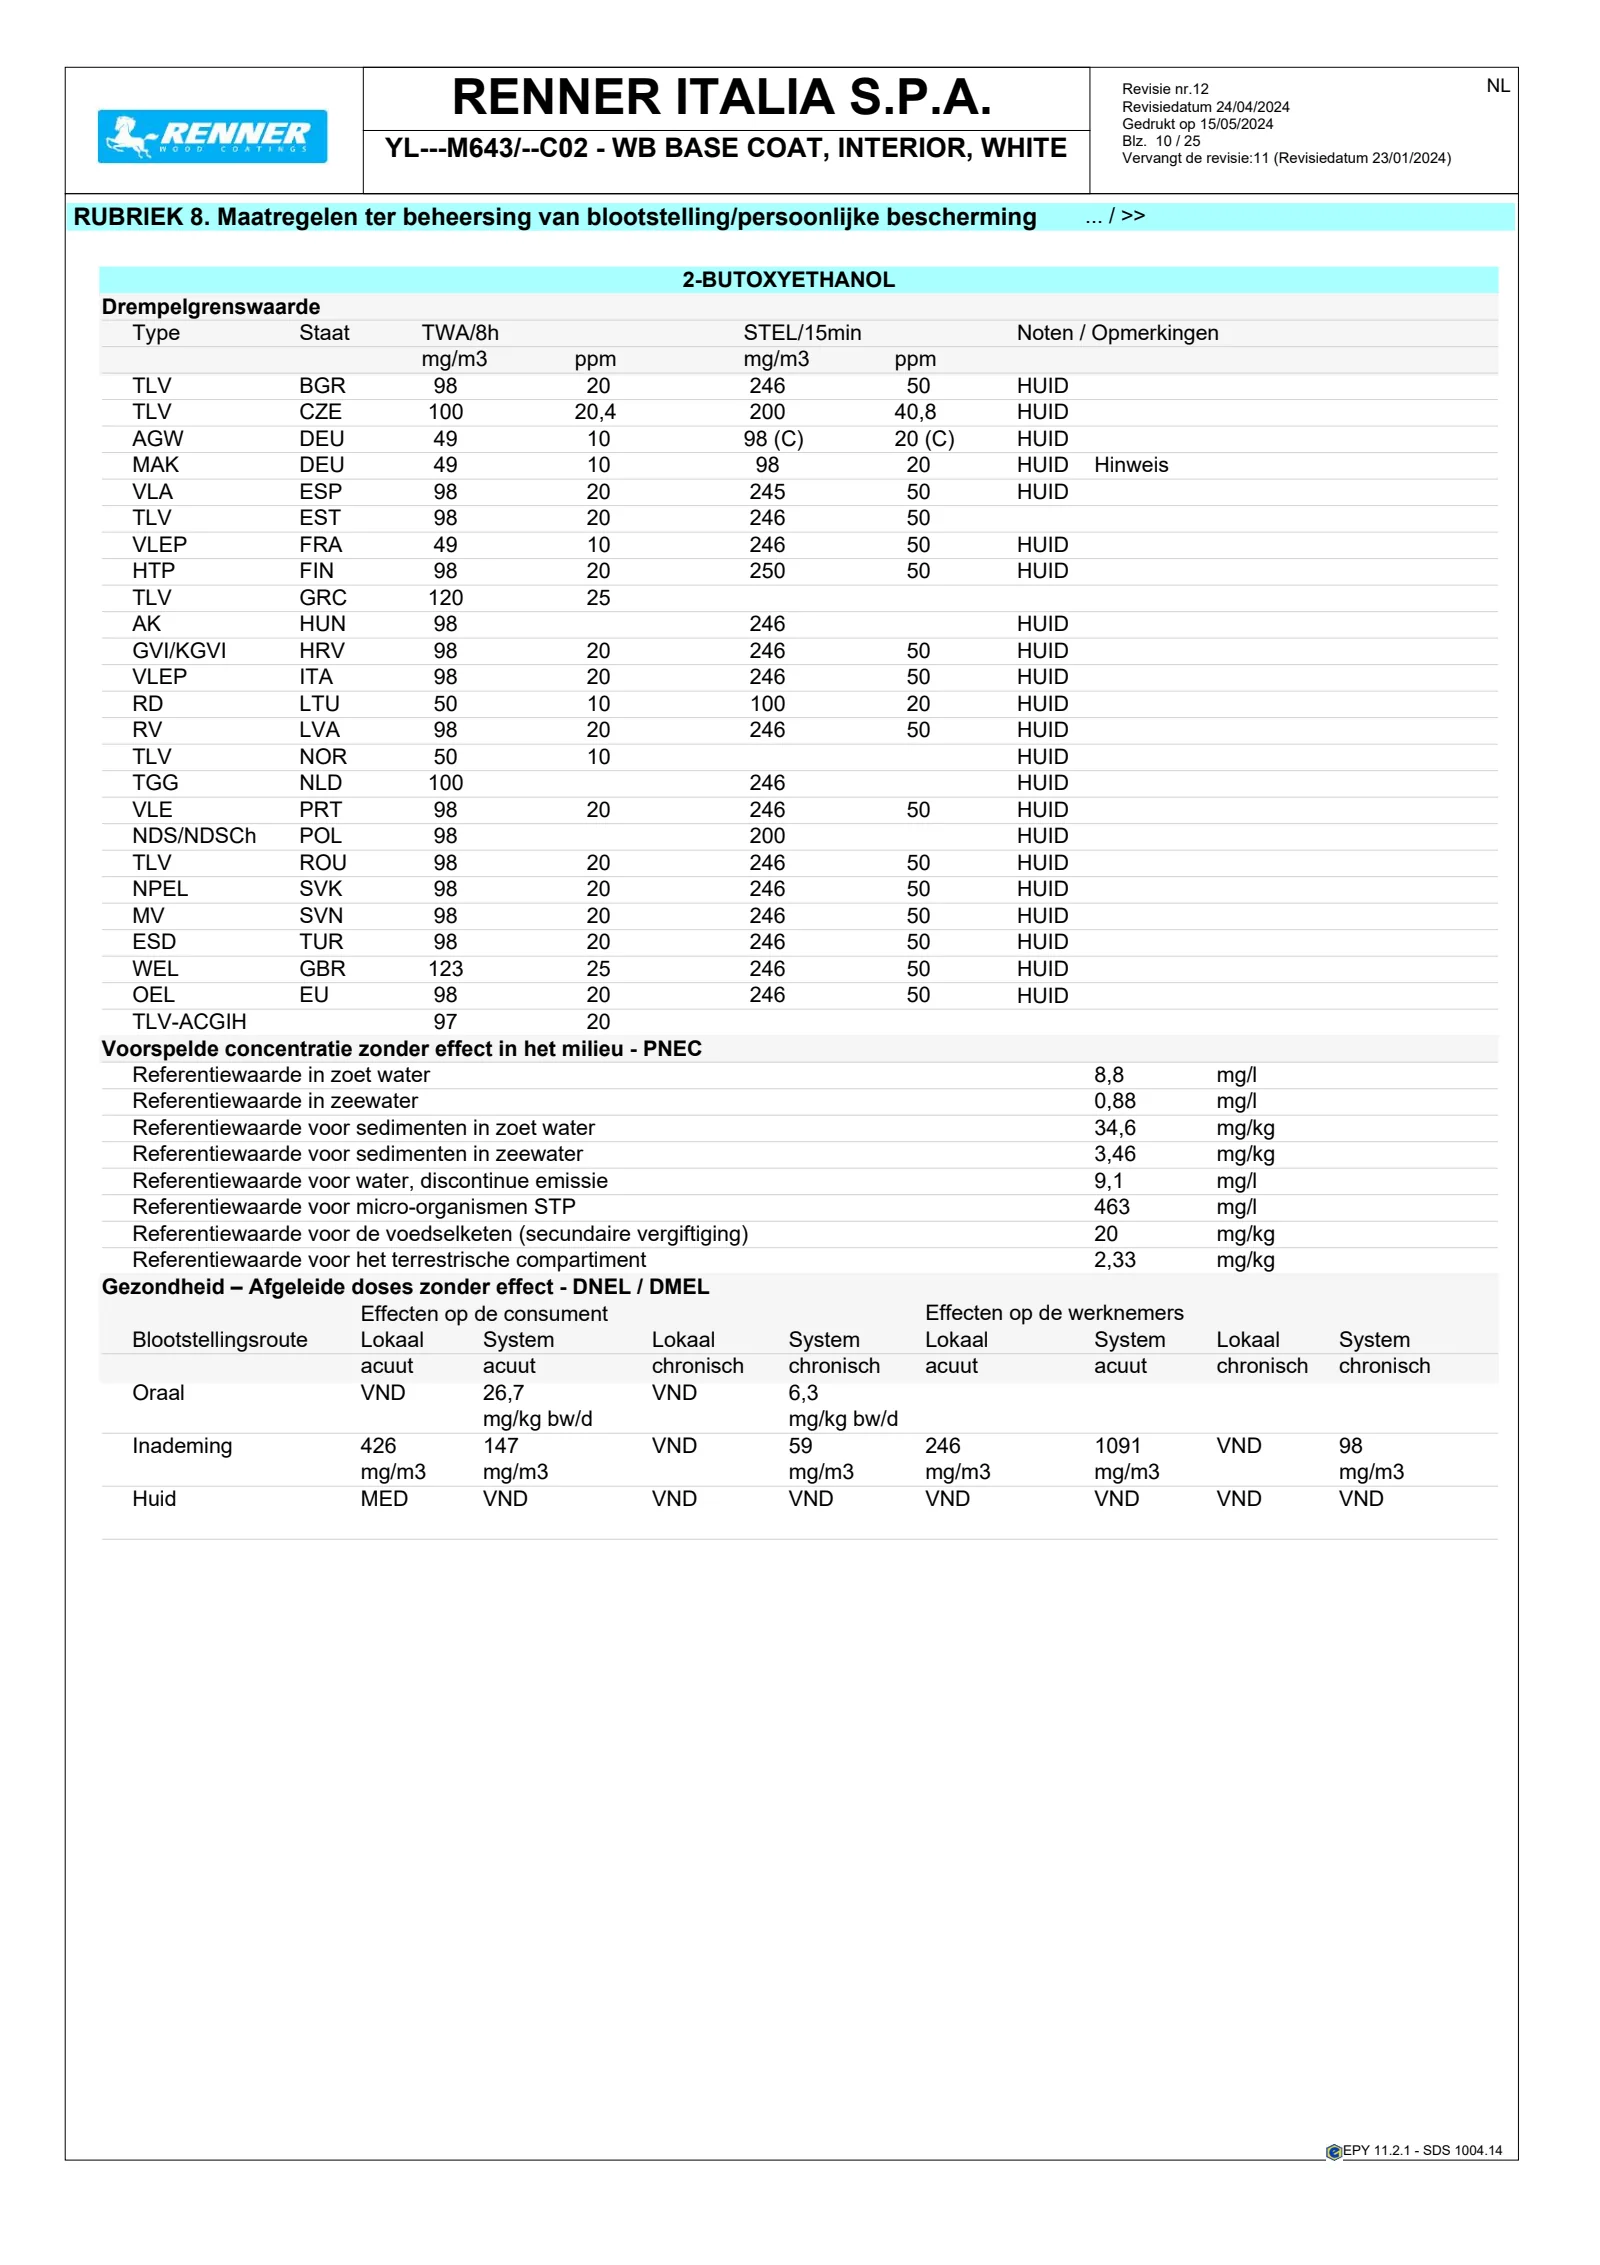 RENNER
WOOD COATINGS
RENNER ITALIA S.P.A.
YL---M643/--C02 - WB BASE COAT, INTERIOR, WHITE
Revisie nr.12
Revisiedatum 24/04/2024
Gedrukt op 15/05/2024
Blz. 10 / 25
Vervangt de revisie:11 (Revisiedatum 23/01/2024)
NL
RUBRIEK 8. Maatregelen ter beheersing van blootstelling/persoonlijke bescherming ... / >>
2-BUTOXYETHANOL
Drempelgrenswaarde
Type Staat TWA/8h STEL/15min Noten / Opmerkingen
mg/m3 ppm mg/m3 ppm
TLV BGR 98 20 246 50 HUID
TLV CZE 100 20,4 200 40,8 HUID
AGW DEU 49 10 98 (C) 20 (C) HUID
MAK DEU 49 10 98 20 HUID Hinweis
VLA ESP 98 20 245 50 HUID
TLV EST 98 20 246 50
VLEP FRA 49 10 246 50 HUID
HTP FIN 98 20 250 50 HUID
TLV GRC 120 25
AK HUN 98 246 HUID
GVI/KGVI HRV 98 20 246 50 HUID
VLEP ITA 98 20 246 50 HUID
RD LTU 50 10 100 20 HUID
RV LVA 98 20 246 50 HUID
TLV NOR 50 10 HUID
TGG NLD 100 246 HUID
VLE PRT 98 20 246 50 HUID
NDS/NDSCh POL 98 200 HUID
TLV ROU 98 20 246 50 HUID
NPEL SVK 98 20 246 50 HUID
MV SVN 98 20 246 50 HUID
ESD TUR 98 20 246 50 HUID
WEL GBR 123 25 246 50 HUID
OEL EU 98 20 246 50 HUID
TLV-ACGIH 97 20
Voorspelde concentratie zonder effect in het milieu - PNEC
Referentiewaarde in zoet water 8,8 mg/l
Referentiewaarde in zeewater 0,88 mg/l
Referentiewaarde voor sedimenten in zoet water 34,6 mg/kg
Referentiewaarde voor sedimenten in zeewater 3,46 mg/kg
Referentiewaarde voor water, discontinue emissie 9,1 mg/l
Referentiewaarde voor micro-organismen STP 463 mg/l
Referentiewaarde voor de voedselketen (secundaire vergiftiging) 20 mg/kg
Referentiewaarde voor het terrestrische compartiment 2,33 mg/kg
Gezondheid – Afgeleide doses zonder effect - DNEL / DMEL
Effecten op de consument Effecten op de werknemers
Blootstellingsroute Lokaal System Lokaal System Lokaal System Lokaal System
acuut acuut chronisch chronisch acuut acuut chronisch chronisch
Oraal VND 26,7 VND 6,3
mg/kg bw/d mg/kg bw/d
Inademing 426 147 VND 59 246 1091 VND 98
mg/m3 mg/m3 mg/m3 mg/m3 mg/m3 mg/m3
Huid MED VND VND VND VND VND VND VND
EPY 11.2.1 - SDS 1004.14